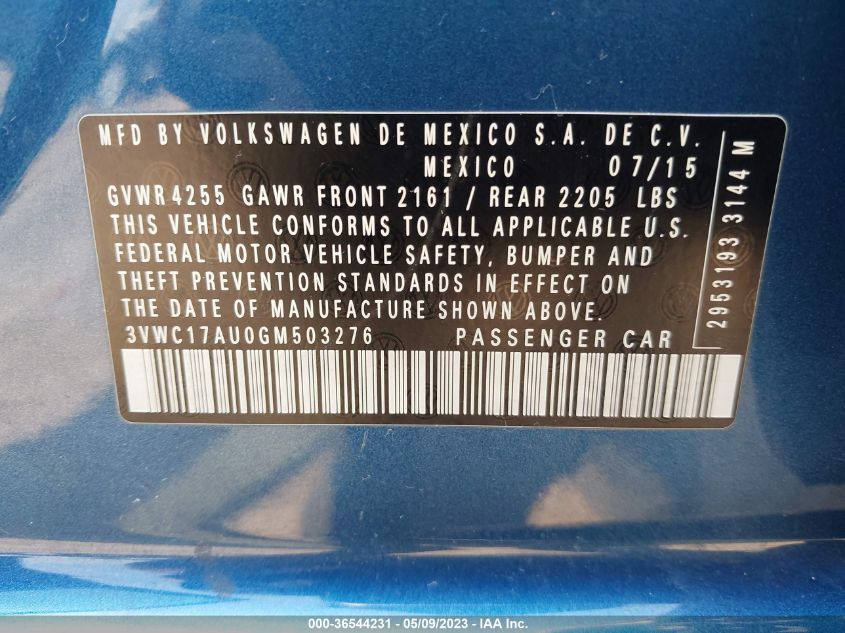 MFD BY VOLKSWAGEN DE MEXICO S.A. DE C.V.
MEXICO 07/15
GVWR 4255 GAWR FRONT 2161 / REAR 2205 LBS
THIS VEHICLE CONFORMS TO ALL APPLICABLE U.S.
FEDERAL MOTOR VEHICLE SAFETY, BUMPER AND
THEFT PREVENTION STANDARDS IN EFFECT ON
THE DATE OF MANUFACTURE SHOWN ABOVE.
3VWC17AU0GM503276 PASSENGER CAR
2953193 3144 M
000-36544231 - 05/09/2023 - IAA Inc.